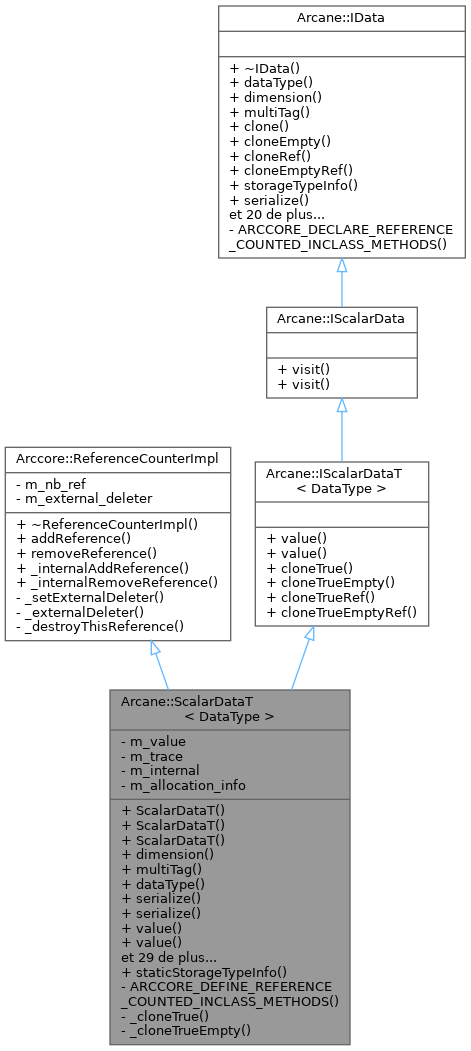 Arcane::IData
+ ~IData()
+ dataType()
+ dimension()
+ multiTag()
+ clone()
+ cloneEmpty()
+ cloneRef()
+ cloneEmptyRef()
+ storageTypeInfo()
+ serialize()
et 20 de plus...
- ARCCORE_DECLARE_REFERENCE
_COUNTED_INCLASS_METHODS()
Arcane::IScalarData
+ visit()
+ visit()
Arccore::ReferenceCounterImpl
- m_nb_ref
- m_external_deleter
+ ~ReferenceCounterImpl()
+ addReference()
+ removeReference()
+ _internalAddReference()
+ _internalRemoveReference()
- _setExternalDeleter()
- _externalDeleter()
- _destroyThisReference()
Arcane::IScalarDataT
< DataType >
+ value()
+ value()
+ cloneTrue()
+ cloneTrueEmpty()
+ cloneTrueRef()
+ cloneTrueEmptyRef()
Arcane::ScalarDataT
< DataType >
- m_value
- m_trace
- m_internal
- m_allocation_info
+ ScalarDataT()
+ ScalarDataT()
+ ScalarDataT()
+ dimension()
+ multiTag()
+ dataType()
+ serialize()
+ serialize()
+ value()
+ value()
et 29 de plus...
+ staticStorageTypeInfo()
- ARCCORE_DEFINE_REFERENCE
_COUNTED_INCLASS_METHODS()
- _cloneTrue()
- _cloneTrueEmpty()